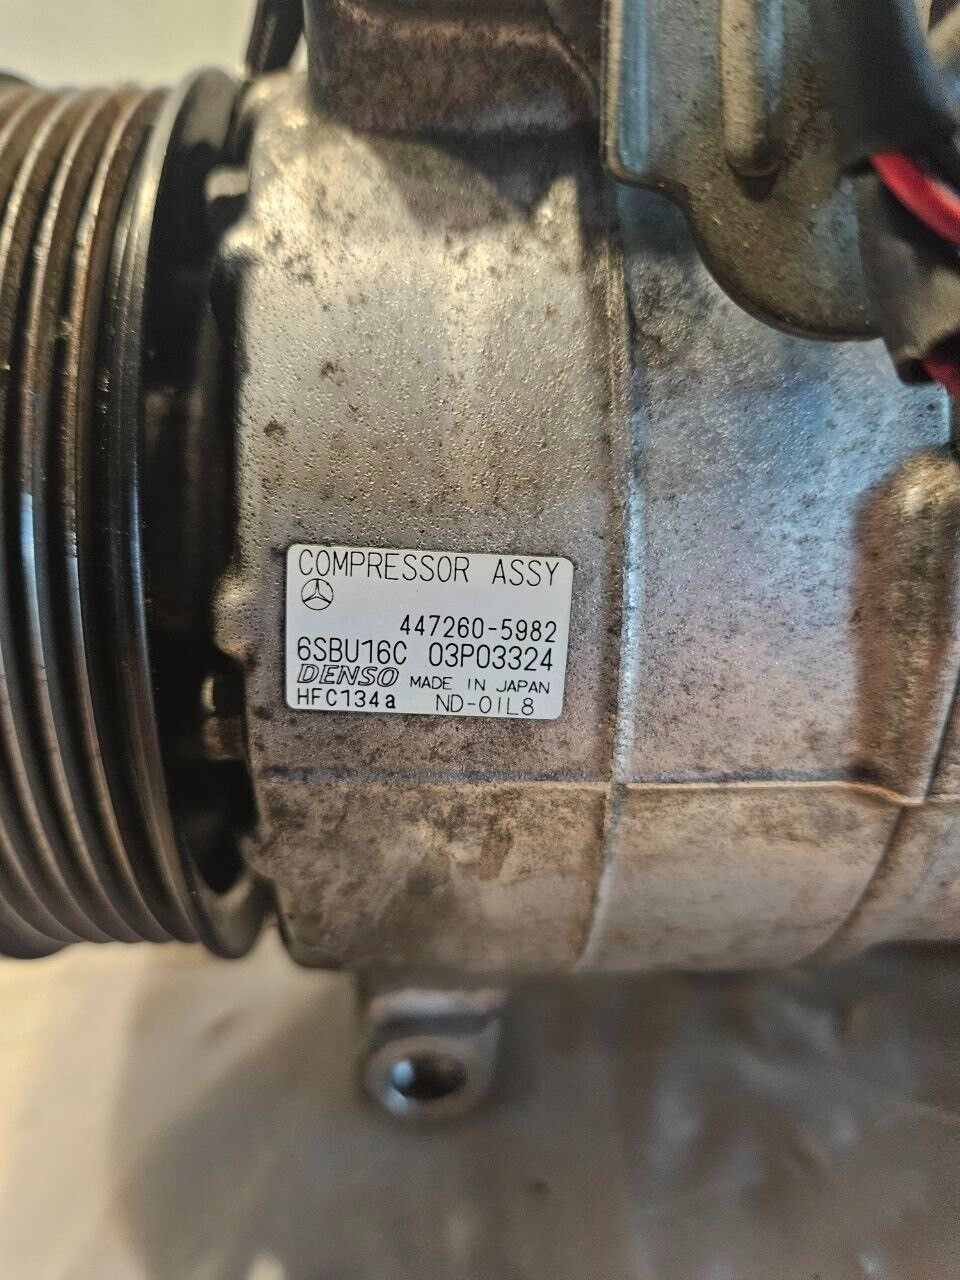 COMPRESSOR ASSY
447260-5982
6SBU16C 03P03324
DENSO MADE IN JAPAN
HFC134a ND-OIL8